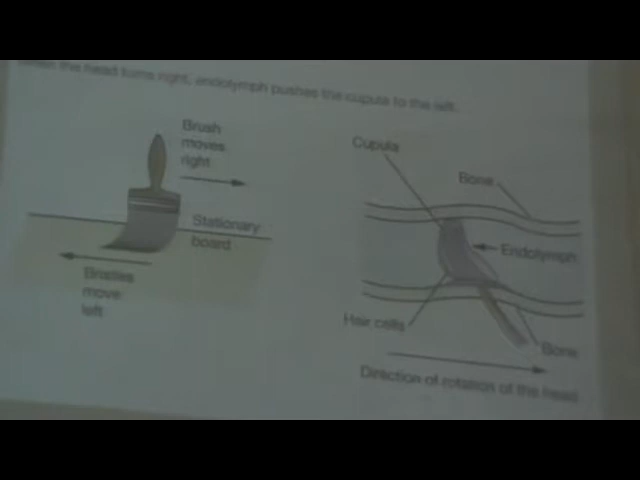 When the head turns right, endolymph pushes the cupula to the left.
Brush
moves
right
Stationary
board
Bristles
move
left
Cupula
Bone
Endolymph
Hair cells
Bone
Direction of rotation of the head